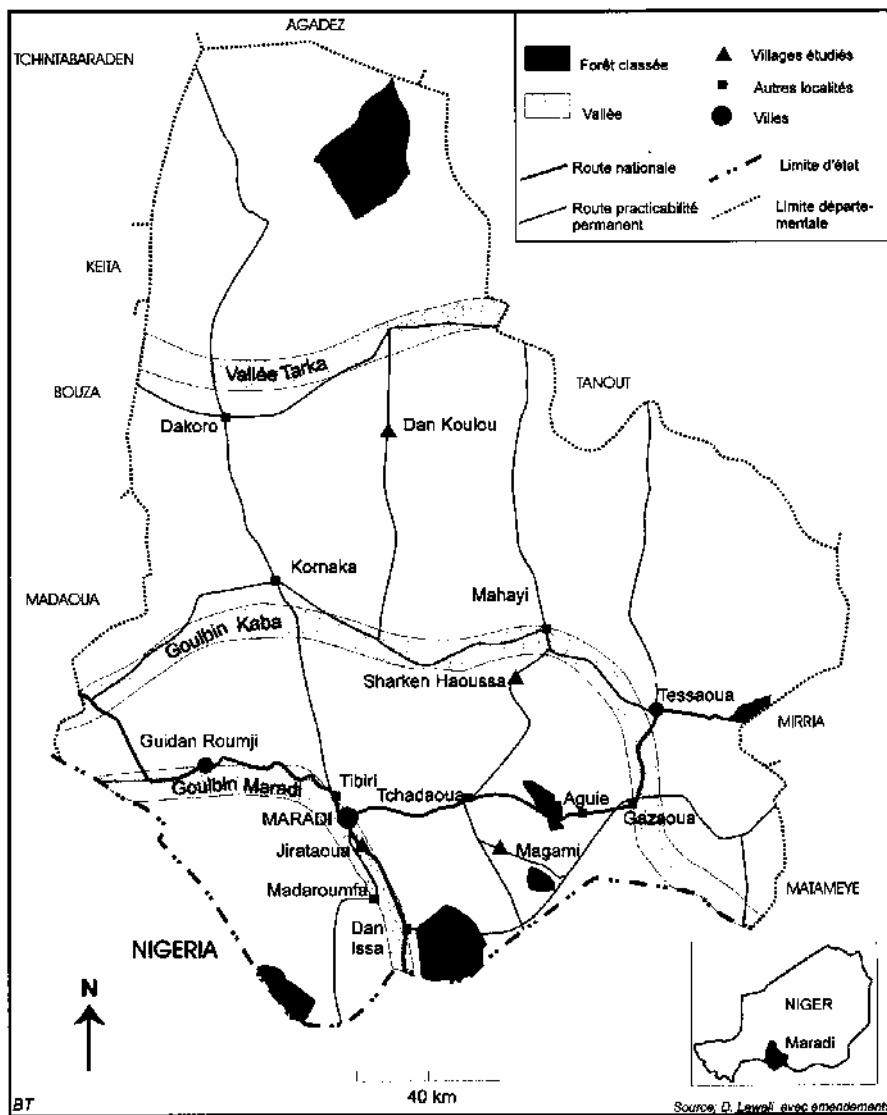 AGADEZ
TCHINTABARADEN
Forêt classée
Vallée
Route nationale
Route practicabilité
permanent
Villages étudiés
Autres localités
Villes
Limite d'état
Limite départe-
mentale
KEITA
BOUZA
Vallée Tarka
TANOUT
Dakoro
Dan Koulou
Kornaka
Mahayi
MADAOUA
Goulbin Kaba
Sharken Haoussa
Tessaoua
MIRRIA
Guidan Roumji
Goulbin Maradi
Tibiri
Tchadaoua
Aguie
Gazaoua
MARADI
Jirataoua
Magami
Madaroumfa
MATAMEYE
Dan
Issa
NIGERIA
N
NIGER
Maradi
40 km
BT
Source; D. Lawali avec amendement